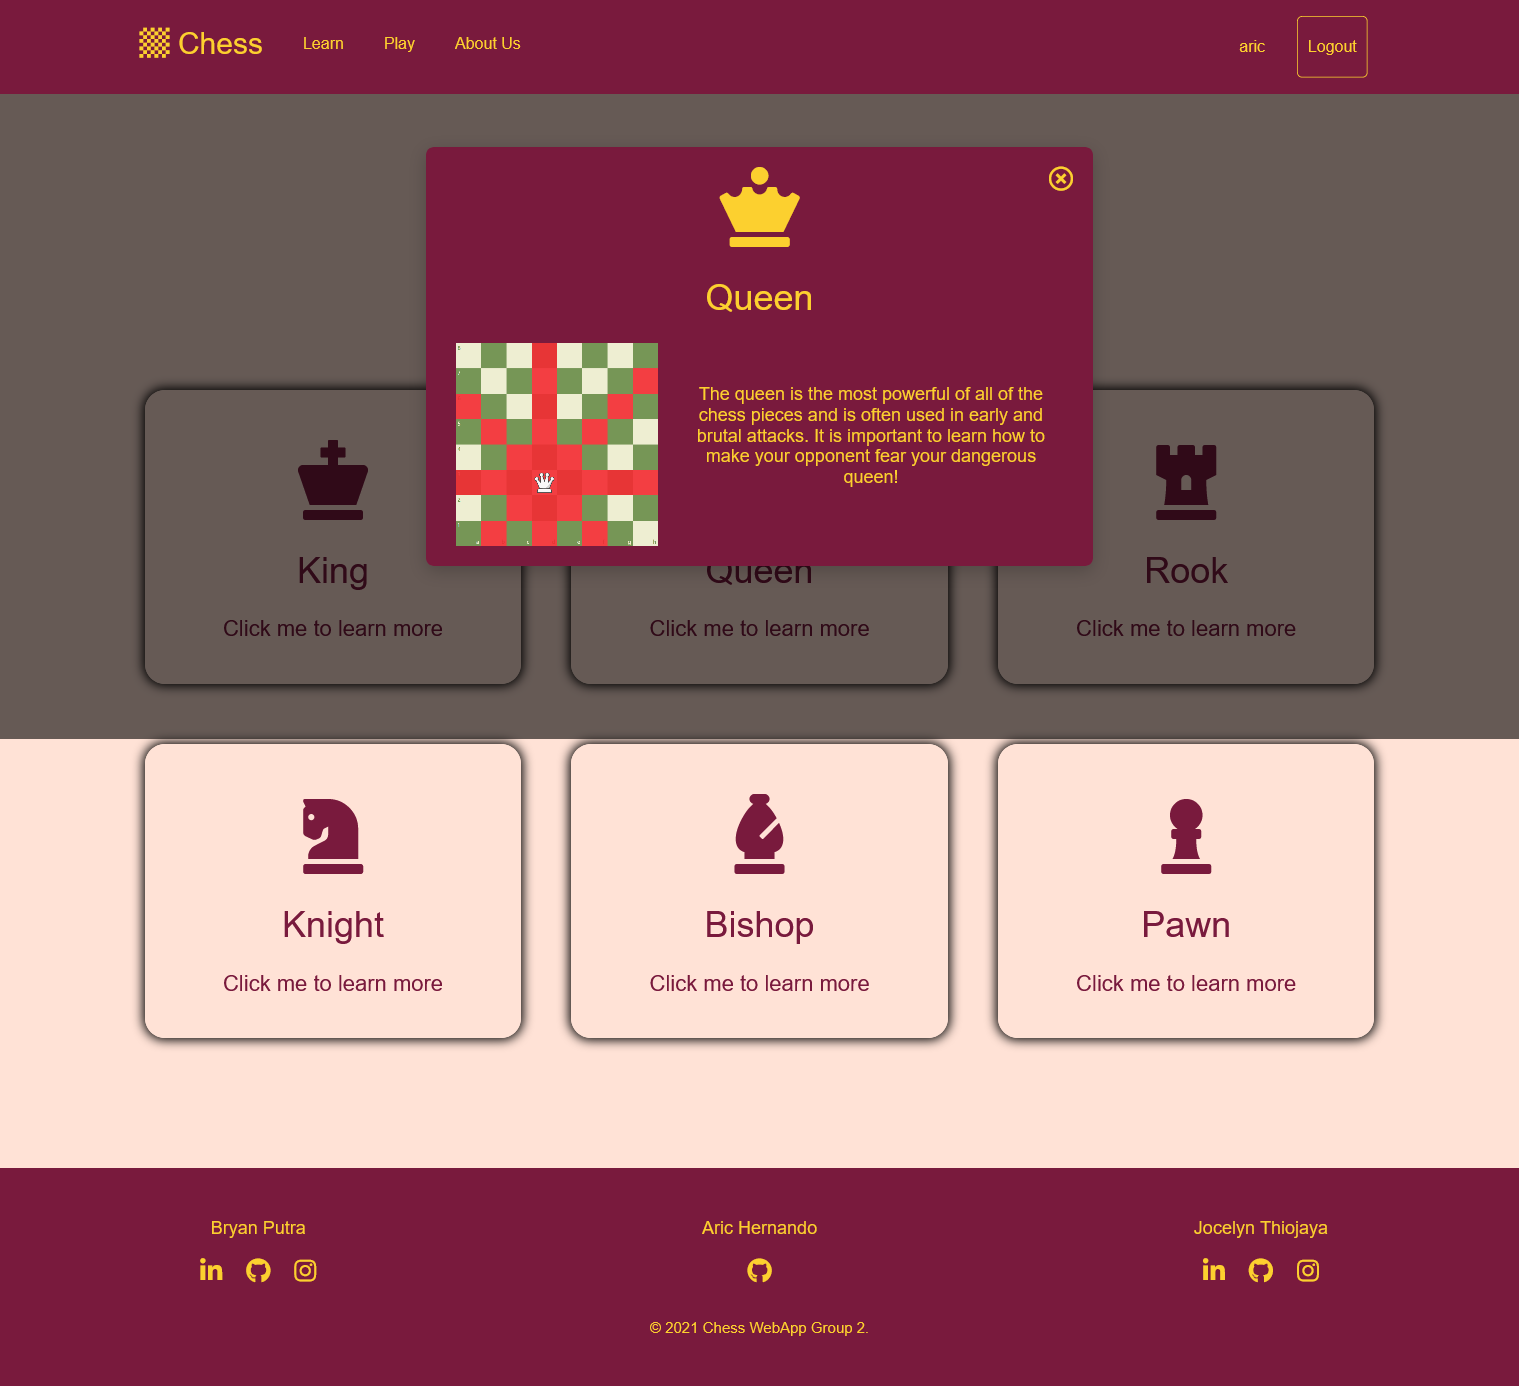 Chess
Learn
Play
About Us
aric
Logout
Queen
The queen is the most powerful of all of the
chess pieces and is often used in early and
brutal attacks. It is important to learn how to
make your opponent fear your dangerous
queen!
King
Queen
Rook
Click me to learn more
Click me to learn more
Click me to learn more
Knight
Bishop
Pawn
Click me to learn more
Click me to learn more
Click me to learn more
Bryan Putra
Aric Hernando
Jocelyn Thiojaya
© 2021 Chess WebApp Group 2.